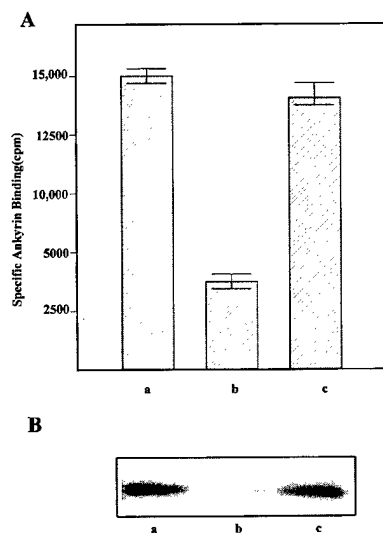 A
Specific Ankyrin Binding(cpm)
15,000
12500
10,000
5000
2500
a b c
B
a b c